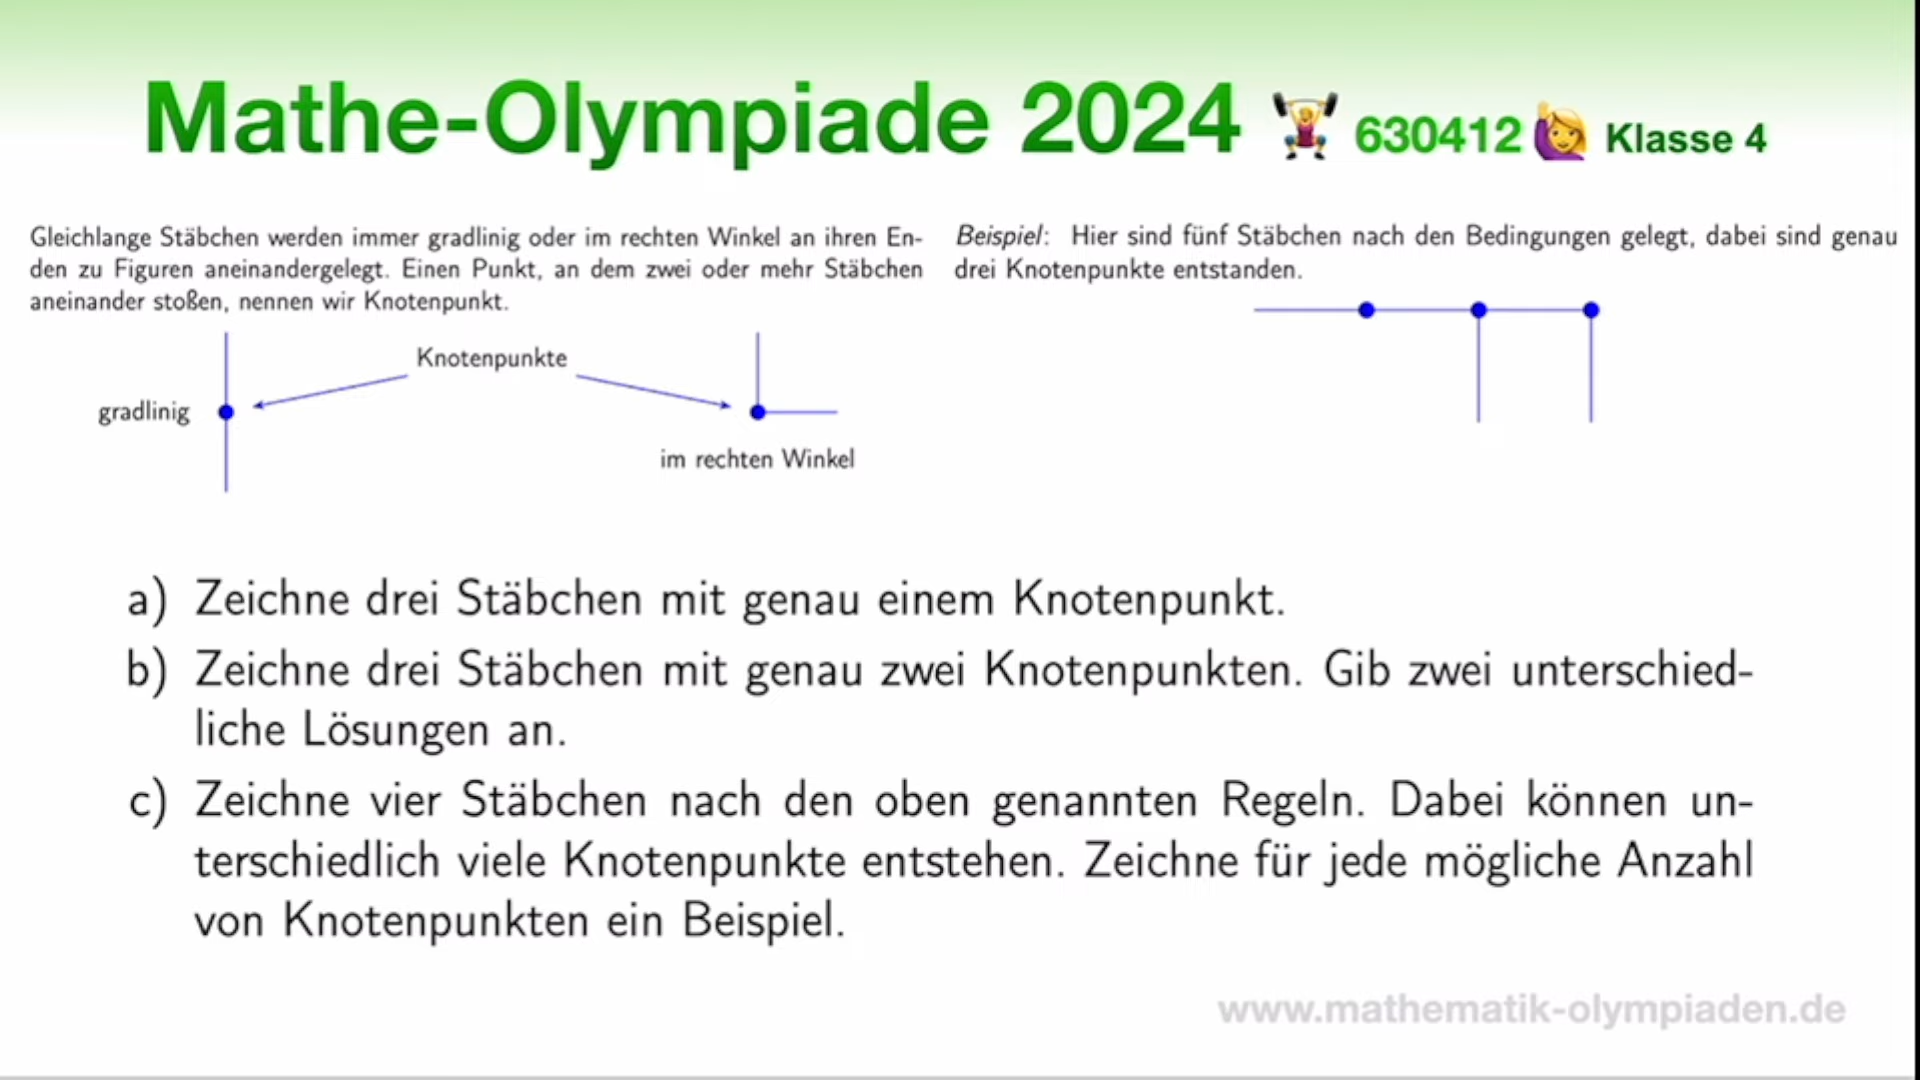 Mathe-Olympiade 2024 630412 Klasse 4
Gleichlange Stäbchen werden immer gradlinig oder im rechten Winkel an ihren En-
den zu Figuren aneinandergelegt. Einen Punkt, an dem zwei oder mehr Stäbchen
aneinander stoßen, nennen wir Knotenpunkt.
Knotenpunkte
gradlinig
im rechten Winkel
Beispiel: Hier sind fünf Stäbchen nach den Bedingungen gelegt, dabei sind genau
drei Knotenpunkte entstanden.
a) Zeichne drei Stäbchen mit genau einem Knotenpunkt.
b) Zeichne drei Stäbchen mit genau zwei Knotenpunkten. Gib zwei unterschied-
liche Lösungen an.
c) Zeichne vier Stäbchen nach den oben genannten Regeln. Dabei können un-
terschiedlich viele Knotenpunkte entstehen. Zeichne für jede mögliche Anzahl
von Knotenpunkten ein Beispiel.
www.mathematik-olympiaden.de